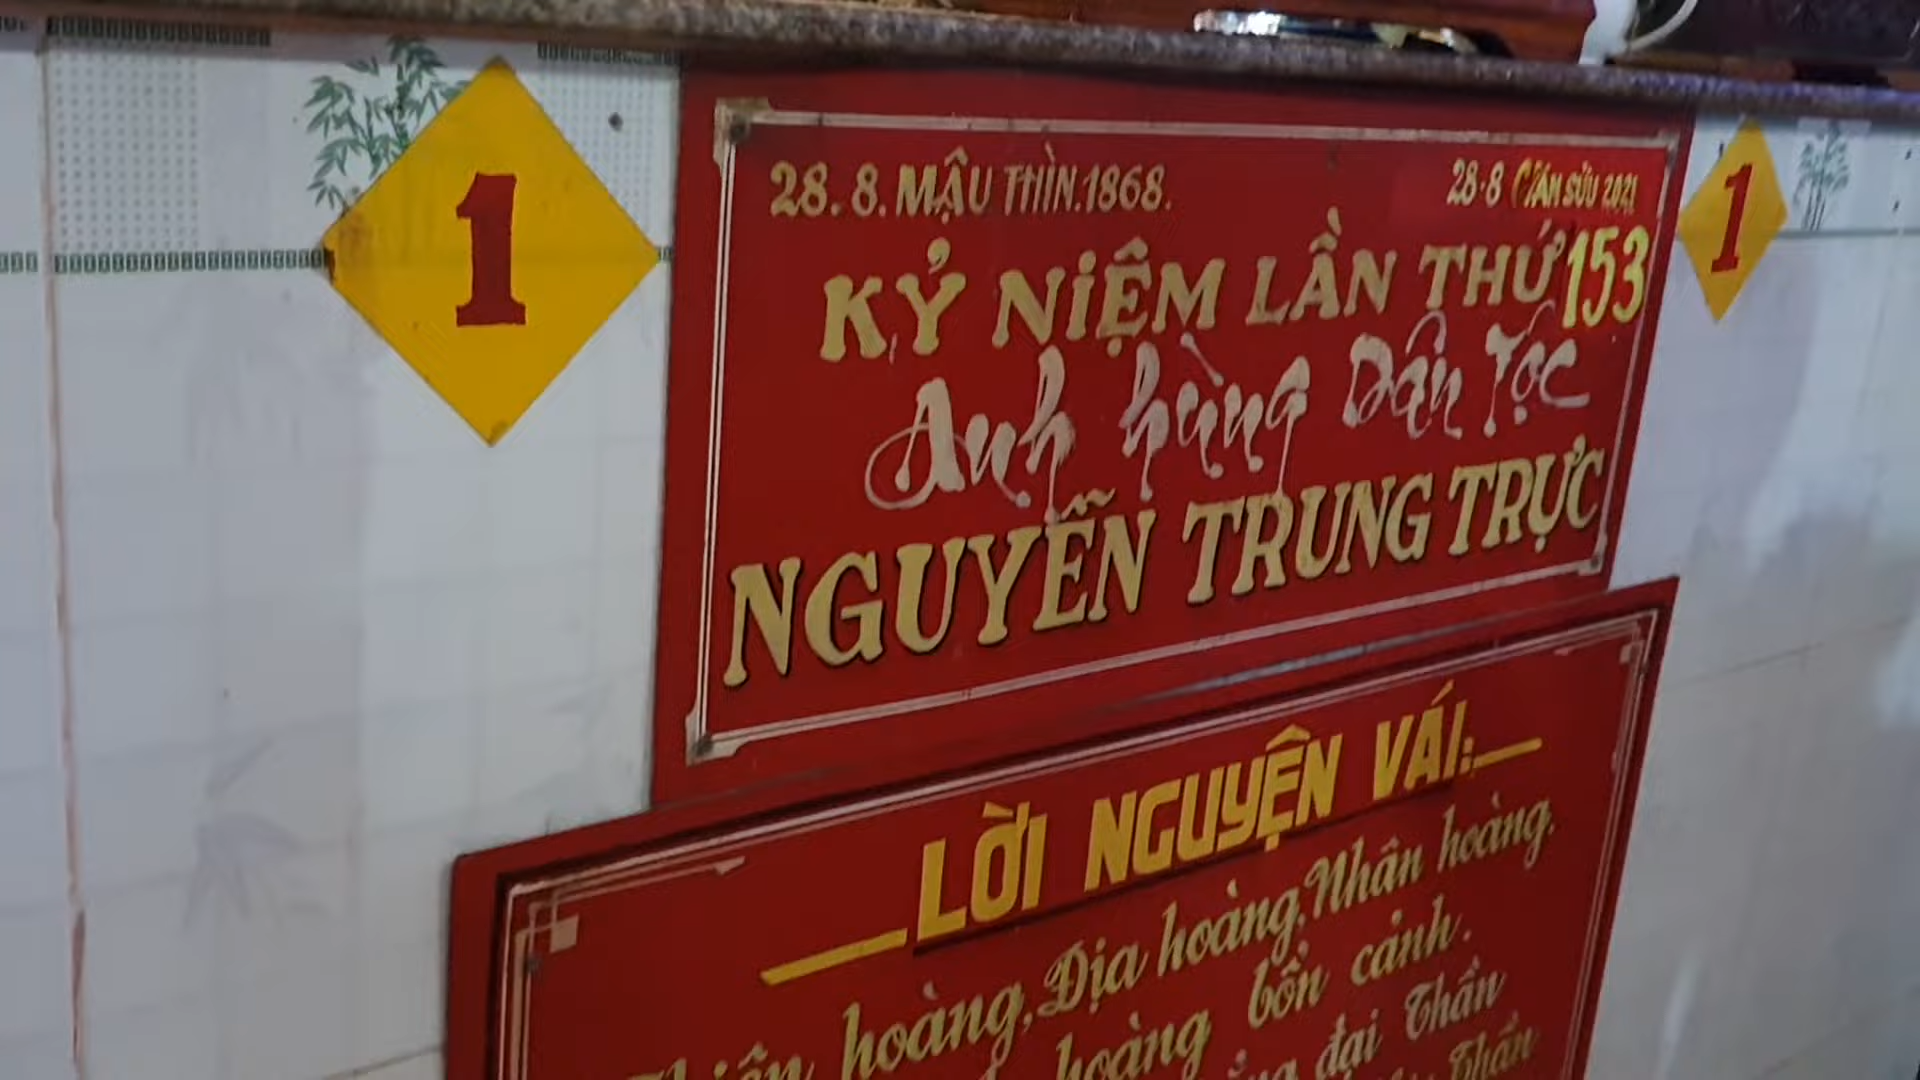 1
28.8.MẬU THÌN.1868.
28-8 SỬU 2021
1
KỶ NIỆM LẦN THỨ 153
Anh hùng Dân Tộc
NGUYỄN TRUNG TRỰC
LỜI NGUYỆN VÁI:
hoàng, Địa hoàng, Nhân hoàng,
hoàng bổn cảnh.
đại Thần
Thần